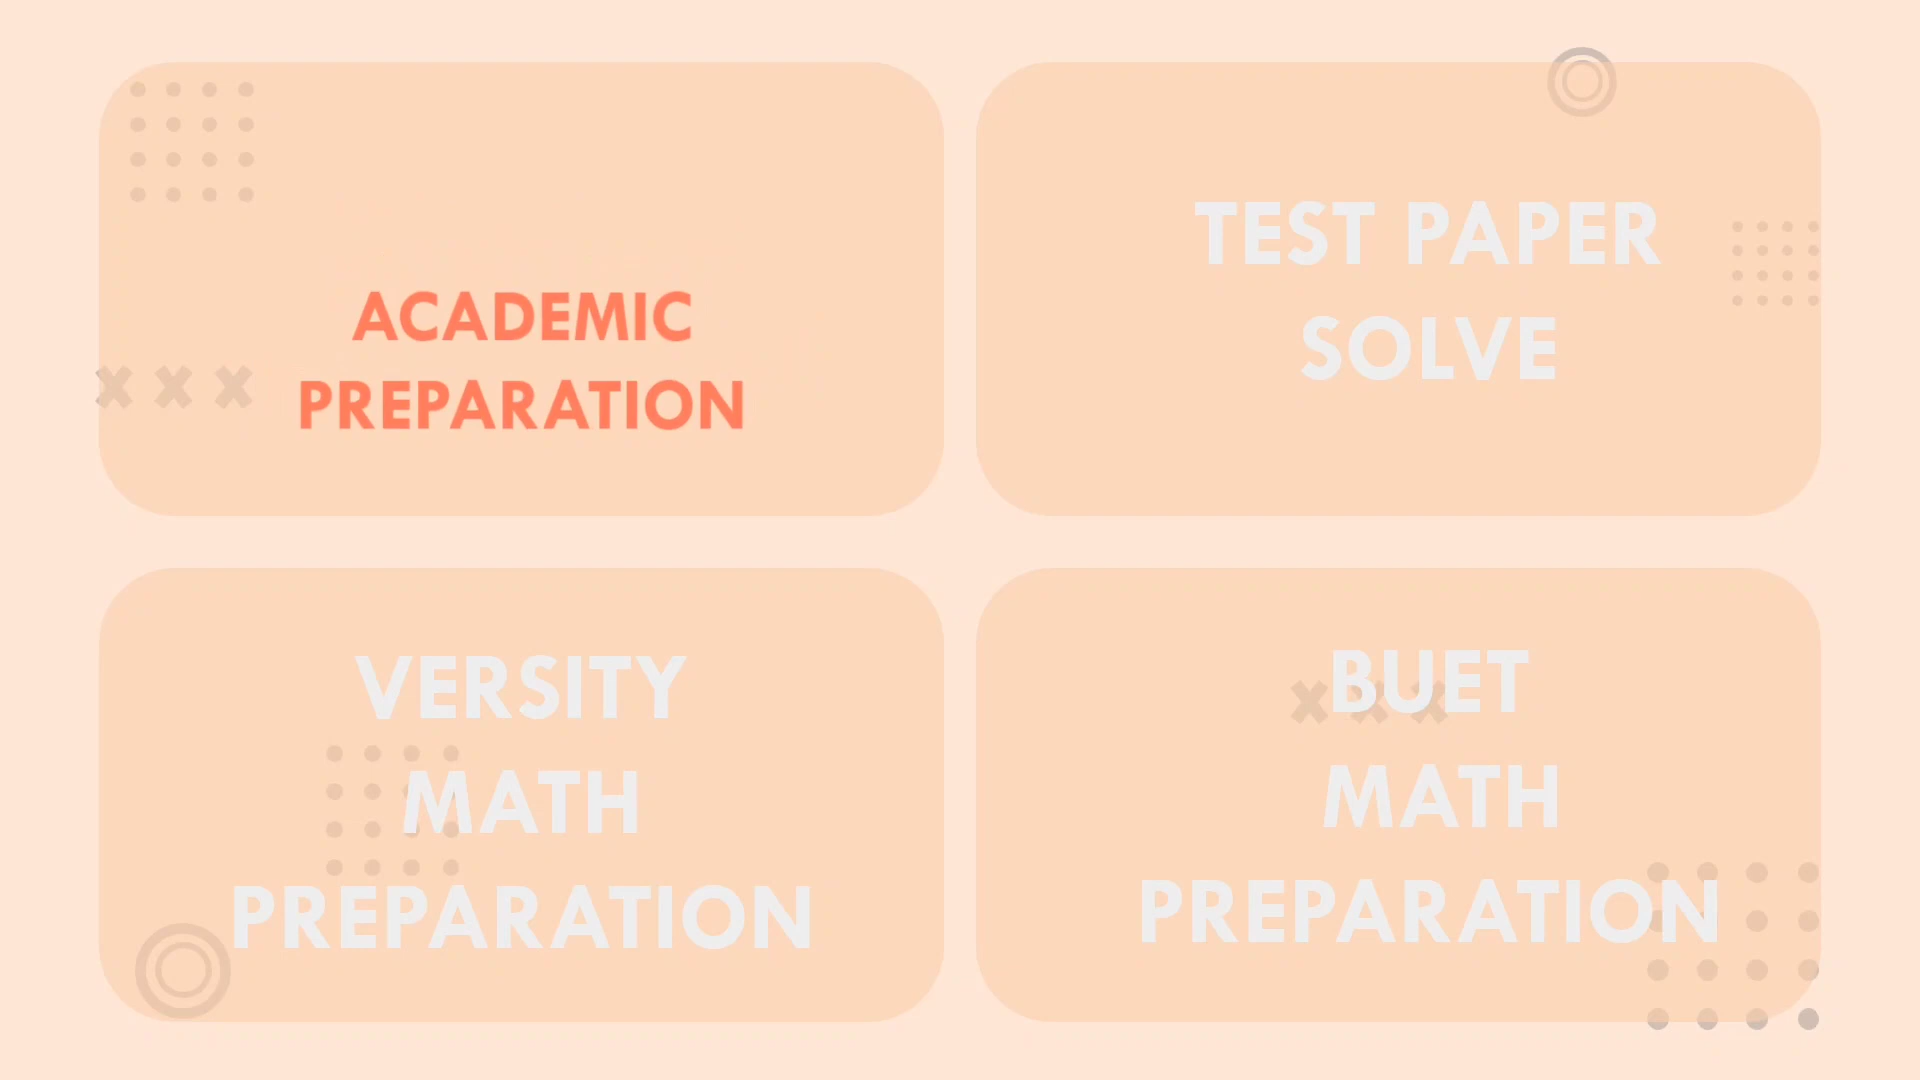 ACADEMIC
PREPARATION
TEST PAPER
SOLVE
VERSITY
MATH
PREPARATION
BUET
MATH
PREPARATION